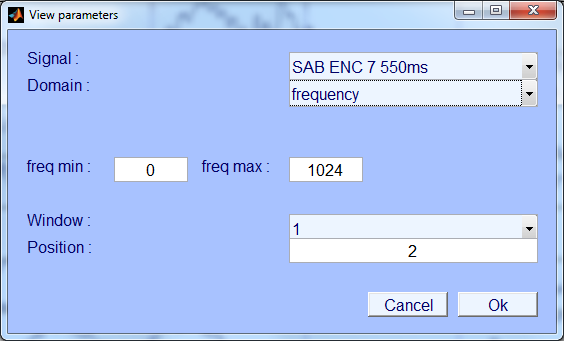 View parameters
Signal : SAB ENC 7 550ms
Domain : frequency
freq min : 0 freq max : 1024
Window : 1
Position : 2
Cancel Ok